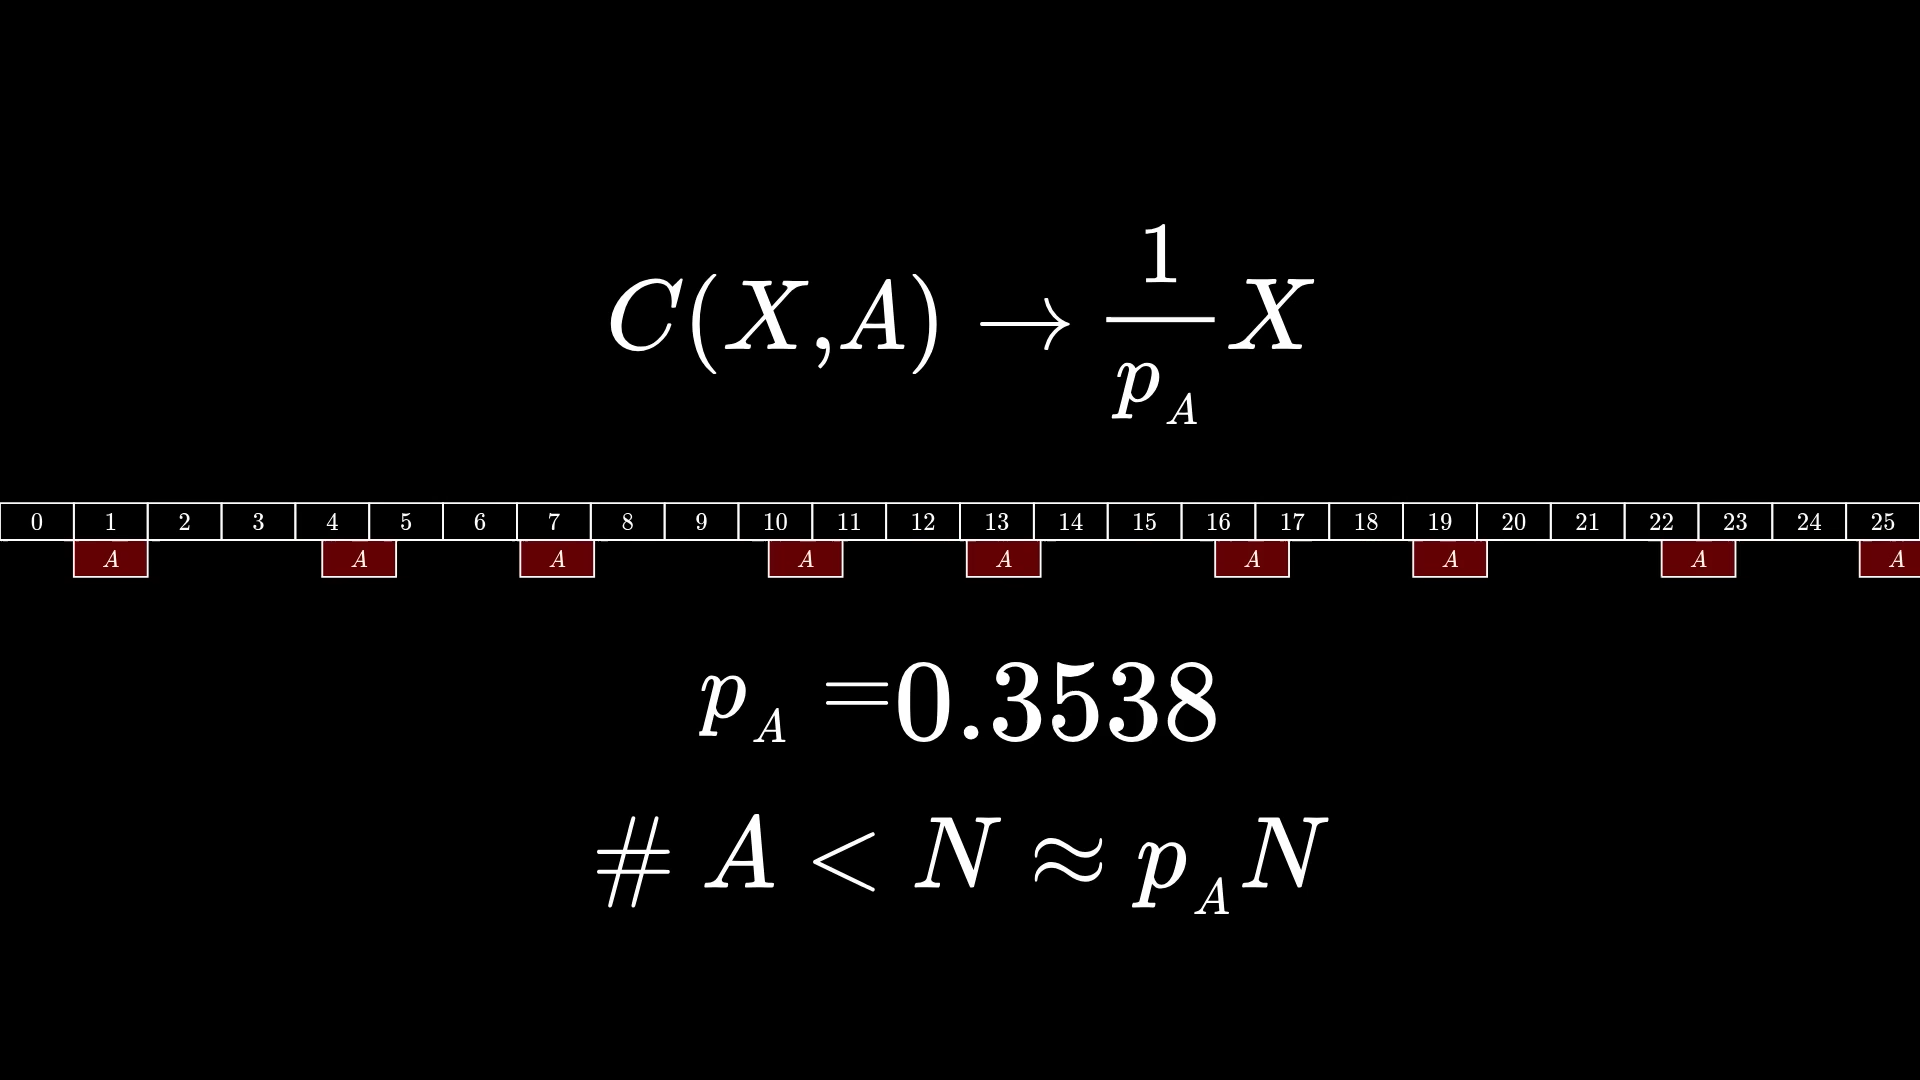 C(X,A) → 1/p_A X
0 1 2 3 4 5 6 7 8 9 10 11 12 13 14 15 16 17 18 19 20 21 22 23 24 25
A A A A A A A A A
p_A =0.3538
# A < N ≈ p_A N